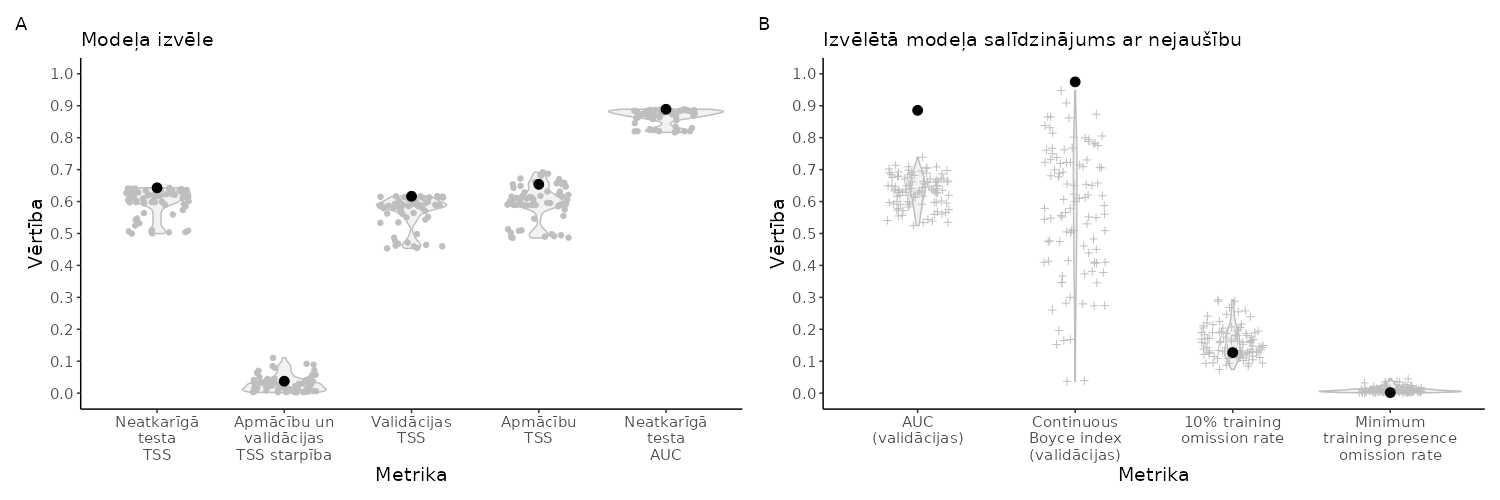 A
Modeļa izvēle
Vērtība
1.0
0.9
0.8
0.7
0.6
0.5
0.4
0.3
0.2
0.1
0.0
Neatkarīgā
testa
TSS
Apmācību un
validācijas
TSS starpība
Validācijas
TSS
Apmācību
TSS
Neatkarīgā
testa
AUC
Metrika
B
Izvēlētā modeļa salīdzinājums ar nejaušību
Vērtība
1.0
0.9
0.8
0.7
0.6
0.5
0.4
0.3
0.2
0.1
0.0
AUC
(validācijas)
Continuous
Boyce index
(validācijas)
10% training
omission rate
Minimum
training presence
omission rate
Metrika